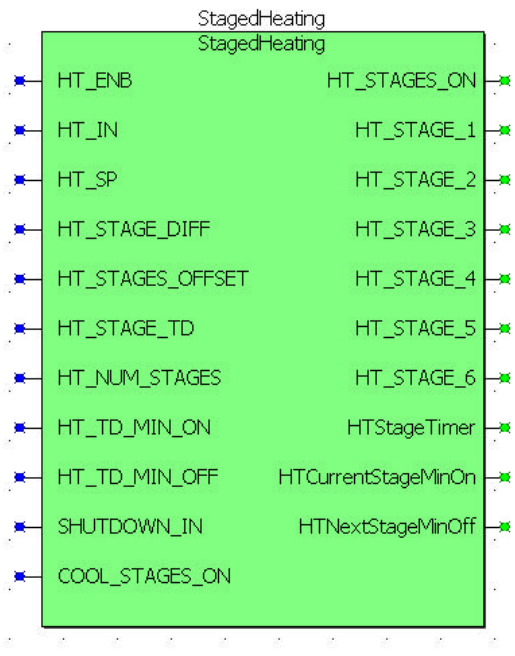 StagedHeating
StagedHeating
HT_ENB HT_STAGES_ON
HT_IN HT_STAGE_1
HT_SP HT_STAGE_2
HT_STAGE_DIFF HT_STAGE_3
HT_STAGES_OFFSET HT_STAGE_4
HT_STAGE_TD HT_STAGE_5
HT_NUM_STAGES HT_STAGE_6
HT_TD_MIN_ON HTStageTimer
HT_TD_MIN_OFF HTCurrentStageMinOn
SHUTDOWN_IN HTNextStageMinOff
COOL_STAGES_ON